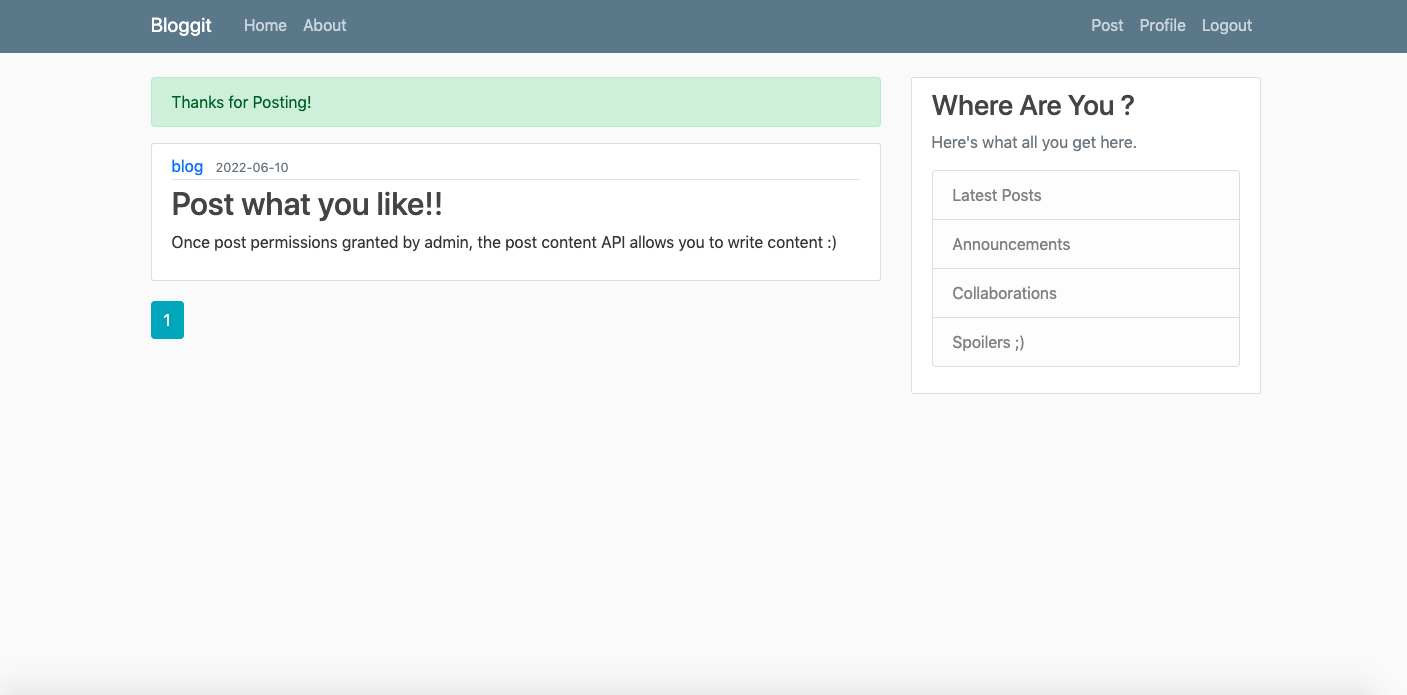 Bloggit Home About Post Profile Logout
Thanks for Posting!
blog 2022-06-10
Post what you like!!
Once post permissions granted by admin, the post content API allows you to write content :)
1
Where Are You ?
Here's what all you get here.
Latest Posts
Announcements
Collaborations
Spoilers ;)